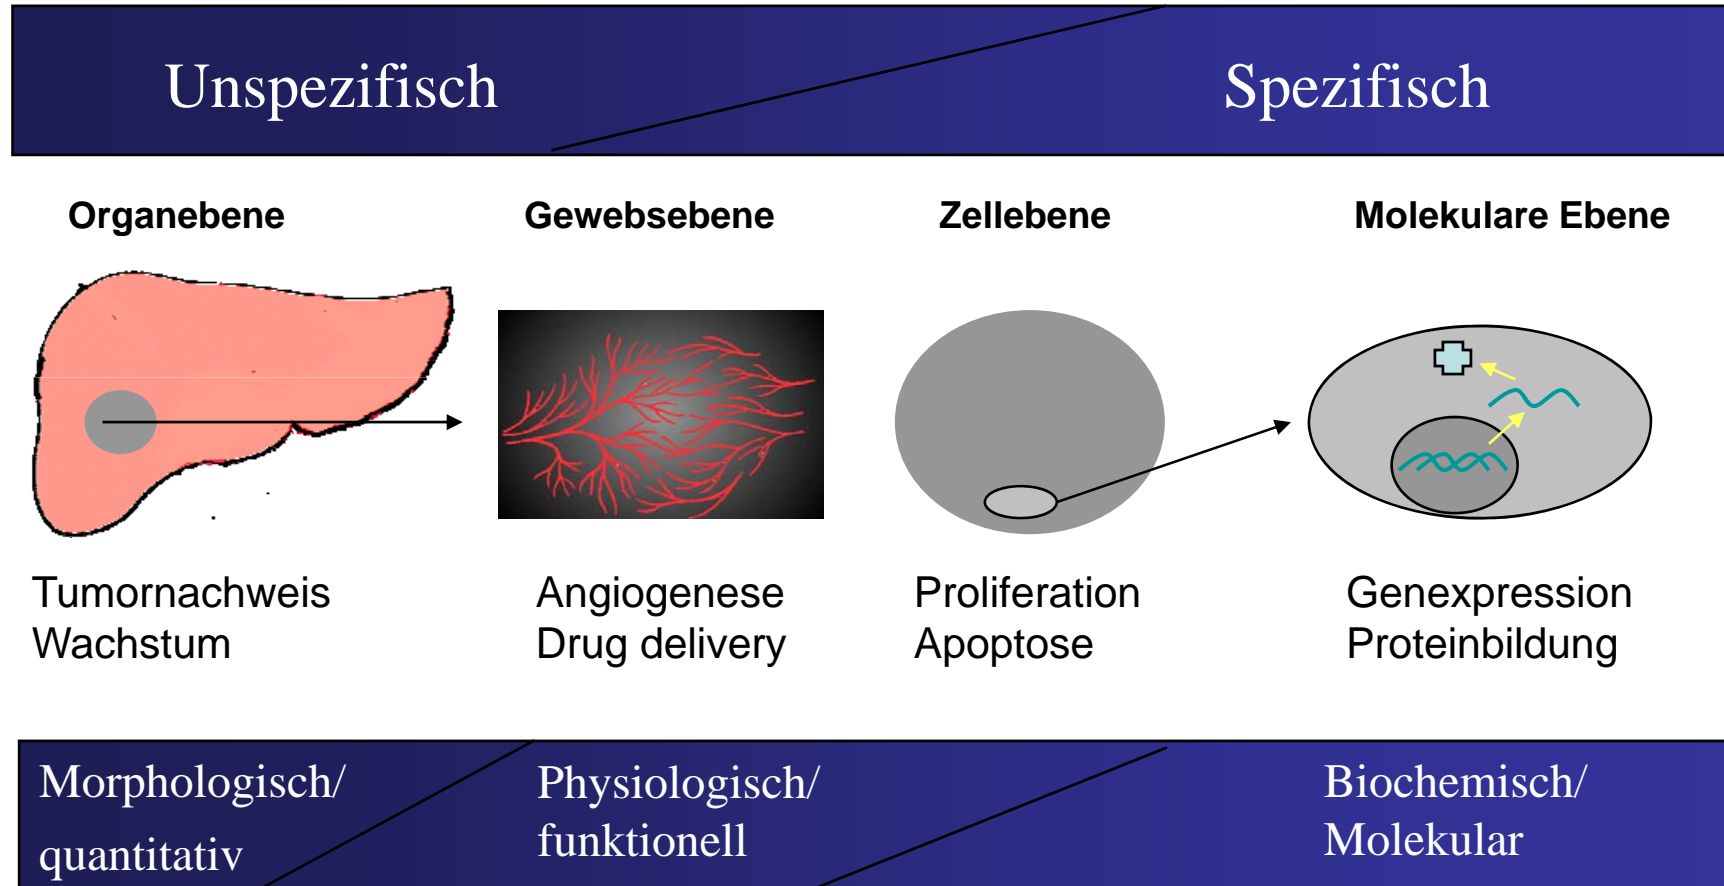 Unspezifisch
Spezifisch
Organebene
Gewebsebene
Zellebene
Molekulare Ebene
Tumornachweis
Wachstum
Angiogenese
Drug delivery
Proliferation
Apoptose
Genexpression
Proteinbildung
Morphologisch/
quantitativ
Physiologisch/
funktionell
Biochemisch/
Molekular